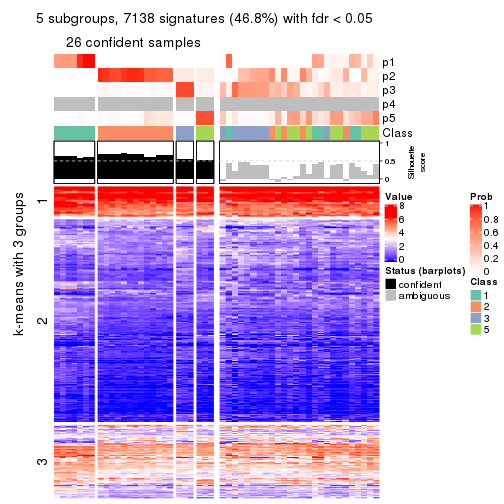 5 subgroups, 7138 signatures (46.8%) with fdr < 0.05
26 confident samples
p1
p2
p3
p4
p5
Class
1
0.5
0
Silhouette
score
k-means with 3 groups
1
2
3
Value
8
6
4
2
0
Status (barplots)
confident
ambiguous
Prob
1
0.8
0.6
0.4
0.2
0
Class
1
2
3
5